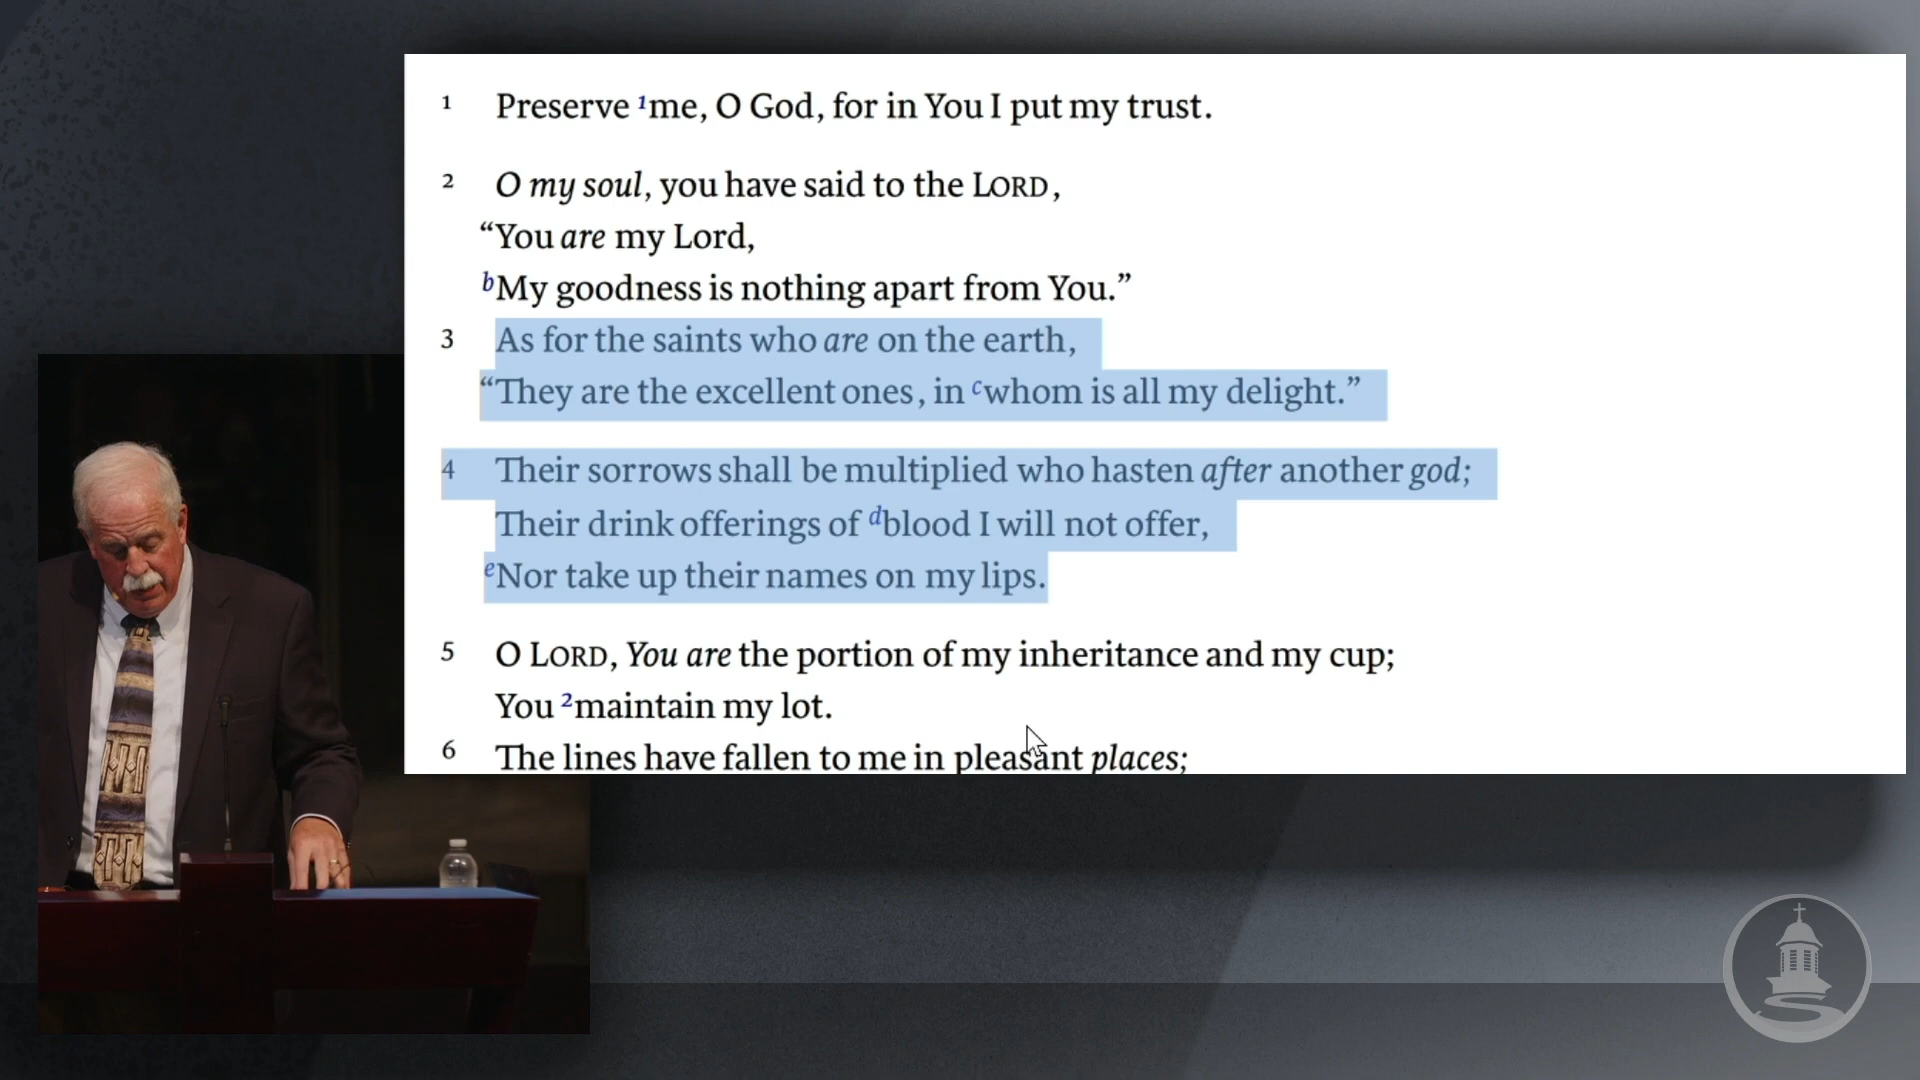 1 Preserve 1me, O God, for in You I put my trust.
2 O my soul, you have said to the LORD,
“You are my Lord,
bMy goodness is nothing apart from You.”
3 As for the saints who are on the earth,
“They are the excellent ones, in cwhom is all my delight.”
4 Their sorrows shall be multiplied who hasten after another god;
Their drink offerings of dblood I will not offer,
eNor take up their names on my lips.
5 O LORD, You are the portion of my inheritance and my cup;
You 2maintain my lot.
6 The lines have fallen to me in pleasant places;